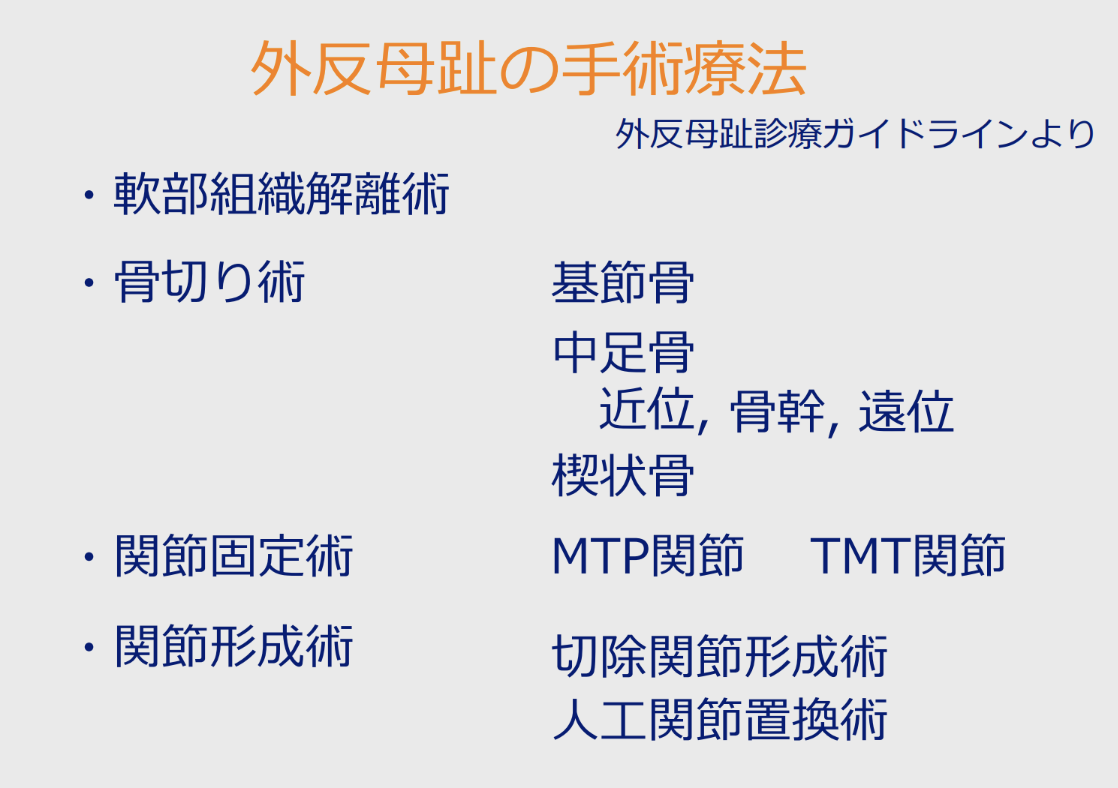 外反母趾の手術療法
外反母趾診療ガイドラインより
・軟部組織解離術
・骨切り術 基節骨
中足骨
近位, 骨幹, 遠位
楔状骨
・関節固定術 MTP関節 TMT関節
・関節形成術 切除関節形成術
人工関節置換術